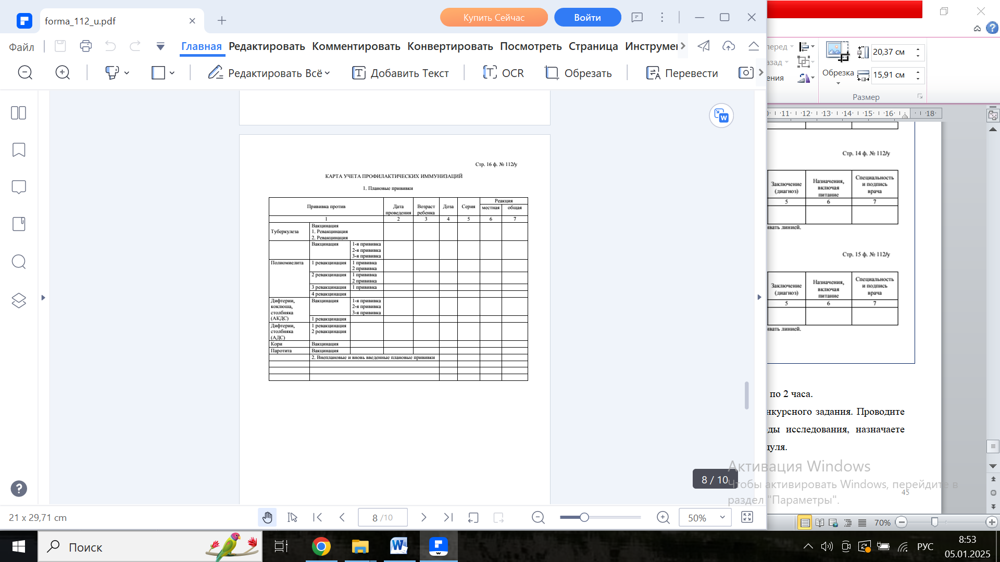 forma_112_u.pdf
Купить Сейчас
Войти
Файл
Главная
Редактировать
Комментировать
Конвертировать
Посмотреть
Страница
Инструмен
Редактировать Всё
Добавить Текст
OCR
Обрезать
Перевести
Стр. 16 ф. № 112/у
КАРТА УЧЕТА ПРОФИЛАКТИЧЕСКИХ ИММУНИЗАЦИЙ
1. Плановые прививки
Прививка против
Дата проведения
Возраст ребенка
Доза
Серия
Реакция
местная
общая
1 2 3 4 5 6 7
Туберкулеза
Вакцинация
1. Ревакцинация
2. Ревакцинация
Вакцинация
1-я прививка
2-я прививка
3-я прививка
Полиомиелита
1 ревакцинация
1 прививка
2 прививка
2 ревакцинация
1 прививка
2 прививка
3 ревакцинация
1 прививка
4 ревакцинация
Дифтерии,
коклюша,
столбняка
(АКДС)
Вакцинация
1-я прививка
2-я прививка
3-я прививка
1 ревакцинация
Дифтерии,
столбняка
(АДС)
1 ревакцинация
2 ревакцинация
Кори Вакцинация
Паротита Вакцинация
2. Внеплановые и вновь введенные плановые прививки
8 / 10
21 x 29,71 cm
8 /10
50%
перед
азад
ения
Обрезка
20,37 см
15,91 см
Размер
11 12 13 14 15 16 18
Стр. 14 ф. № 112/у
Заключение
(диагноз)
Назначения,
включая
питание
Специальность
и подпись
врача
5 6 7
ивать линией.
Стр. 15 ф. № 112/у
Заключение
(диагноз)
Назначения,
включая
питание
Специальность
и подпись
врача
5 6 7
ивать линией.
по 2 часа.
нкурсного задания. Проводите
ды исследования, назначаете
дуля.
Активация Windows
Чтобы активировать Windows, перейдите в
раздел "Параметры".
45
70%
Поиск
РУС
8:53
05.01.2025